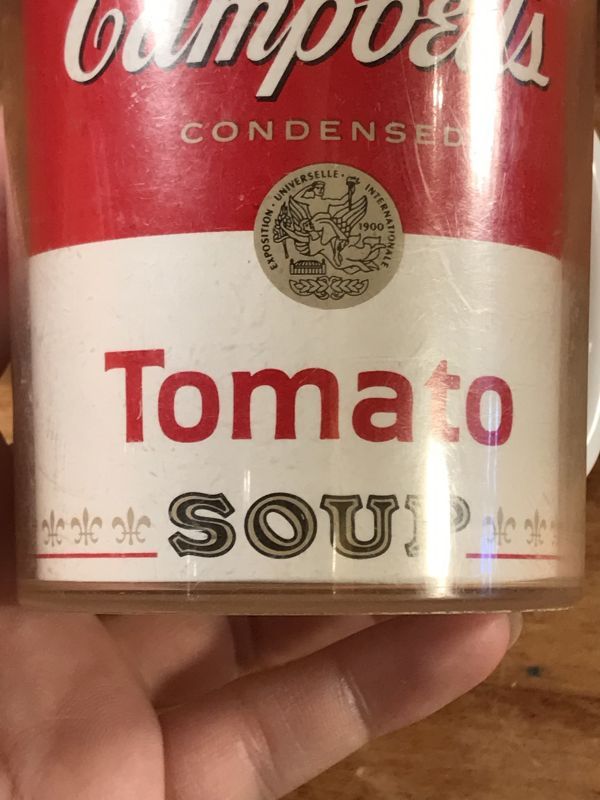 Campbell's
CONDENSED
EXPOSITION · UNIVERSELLE · INTERNATIONALE
1900
Tomato
SOUP